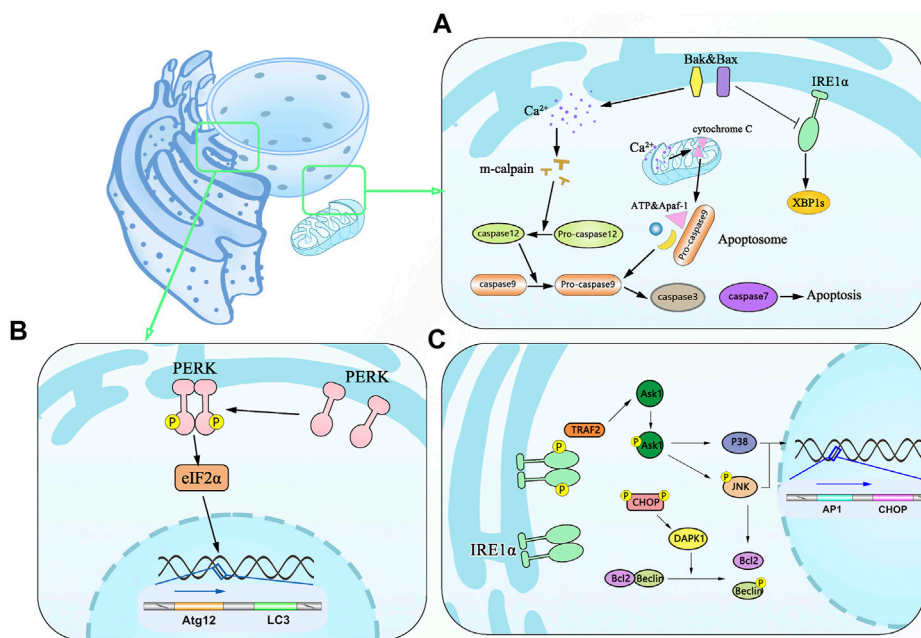 A
Bak&Bax
IRE1α
Ca2+
cytochrome C
Ca2+
m-calpain
XBP1s
ATP&Apaf-1
caspase12
Pro-caspase12
Pro-caspase9
Apoptosome
caspase9
Pro-caspase9
caspase3
caspase7
Apoptosis
B
PERK
PERK
P
P
eIF2α
Atg12
LC3
C
Ask1
TRAF2
P
Ask1
P38
P
P
P
JNK
P
P
CHOP
AP1
CHOP
DAPK1
IRE1α
Bcl2
Bcl2
Beclin
P
Beclin